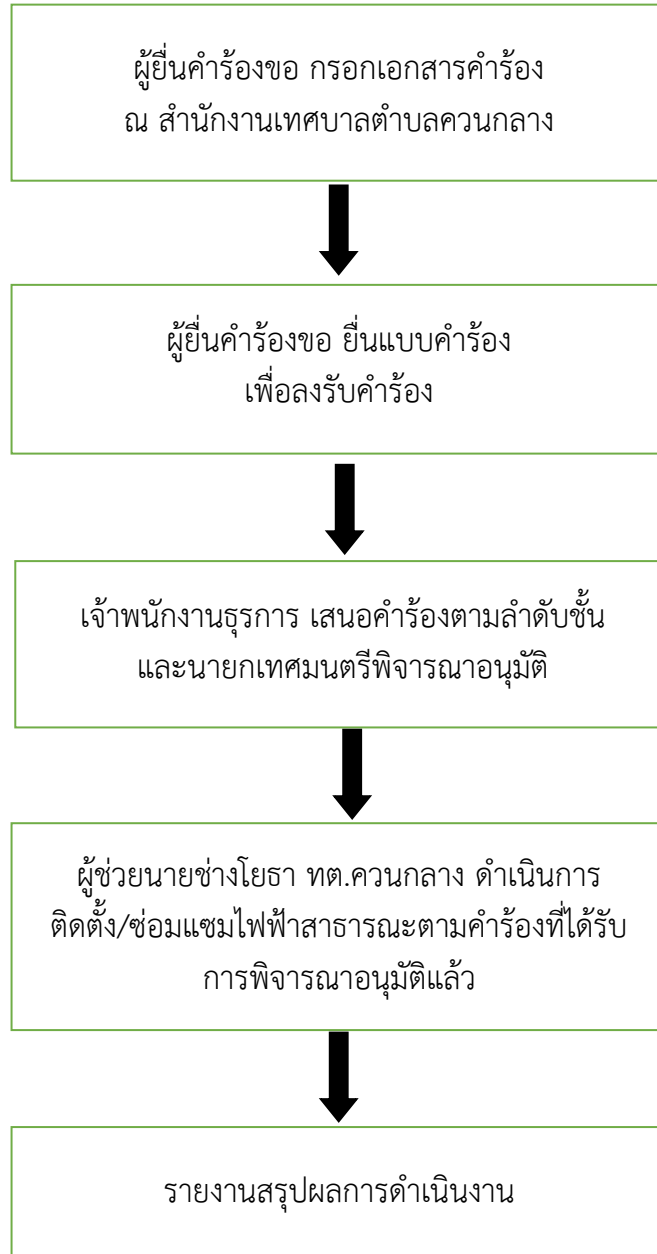 ผู้ยื่นคำร้องขอ กรอกเอกสารคำร้อง
ณ สำนักงานเทศบาลตำบลควนกลาง
ผู้ยื่นคำร้องขอ ยื่นแบบคำร้อง
เพื่อลงรับคำร้อง
เจ้าพนักงานธุรการ เสนอคำร้องตามลำดับชั้น
และนายกเทศมนตรีพิจารณาอนุมัติ
ผู้ช่วยนายช่างโยธา ทต.ควนกลาง ดำเนินการ
ติดตั้ง/ซ่อมแซมไฟฟ้าสาธารณะตามคำร้องที่ได้รับ
การพิจารณาอนุมัติแล้ว
รายงานสรุปผลการดำเนินงาน